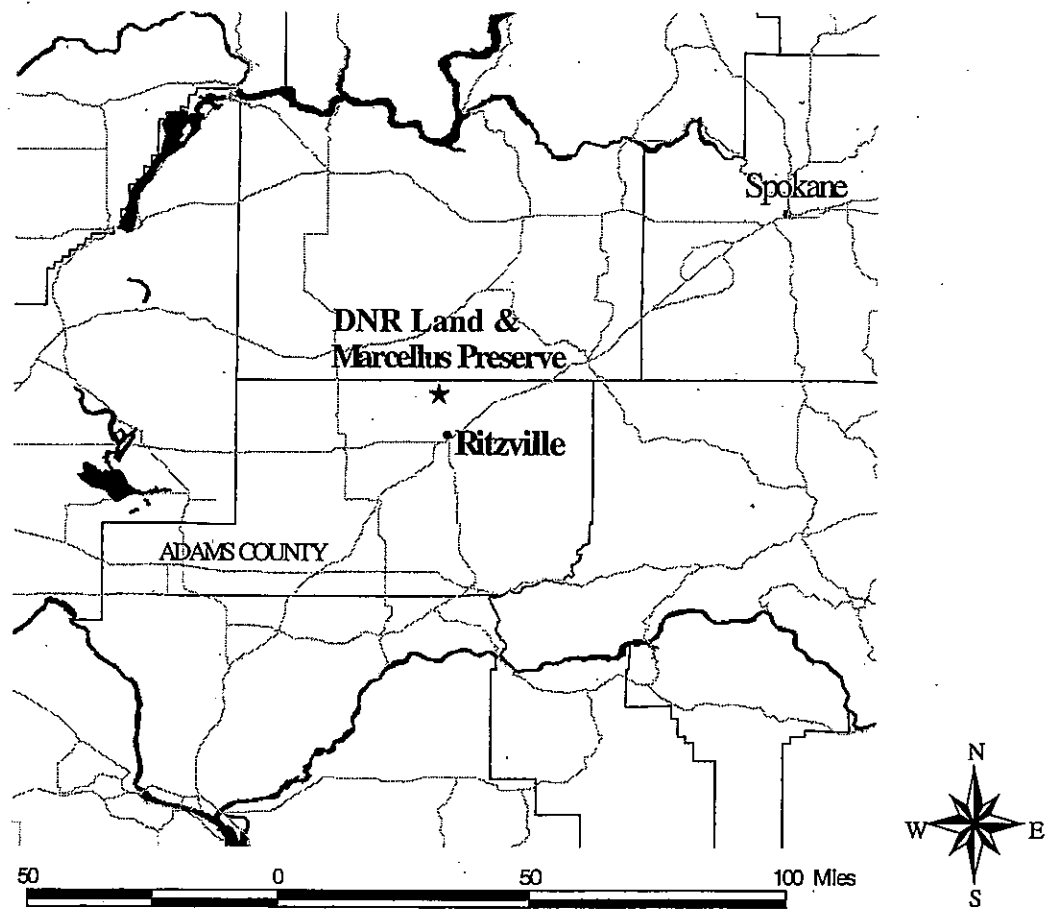 Spokane
DNR Land &
Marcellus Preserve
Ritzville
ADAMS COUNTY
N
W E
S
50 0 50 100 Miles